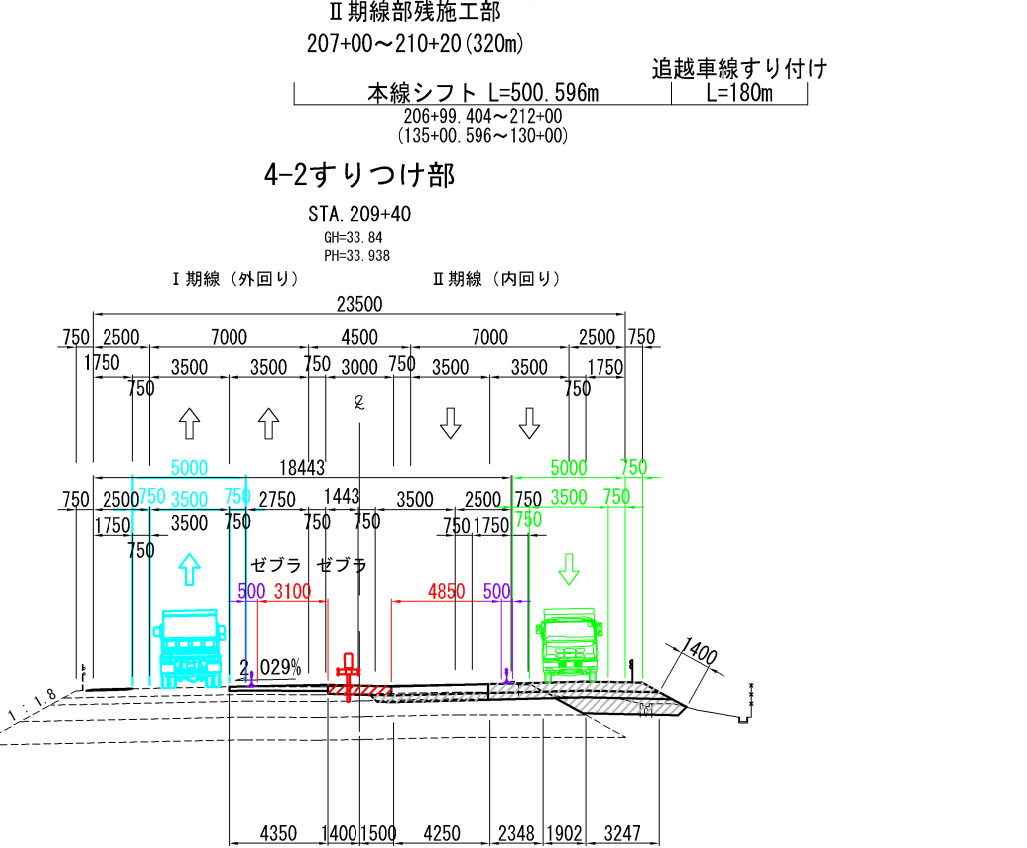 Ⅱ期線部残施工部
207+00～210+20(320m)
追越車線すり付け
本線シフト L=500.596m
L=180m
206+99.404～212+00
(135+00.596～130+00)
4-2すりつけ部
STA.209+40
GH=33.84
PH=33.938
Ⅰ期線（外回り）
Ⅱ期線（内回り）
23500
750 2500 7000 4500 7000 2500 750
1750 3500 3500 750 3000 750 3500 3500 1750
750 750
5000 18443 5000 750
750 2500 750 3500 750 2750 1443 3500 2500 750 3500 750
1750 3500 750 750 750 750 1750 750
750
ゼブラ ゼブラ
500 3100 4850 500
1400
2.029%
1:1.8
4350 1400 1500 4250 2348 1902 3247